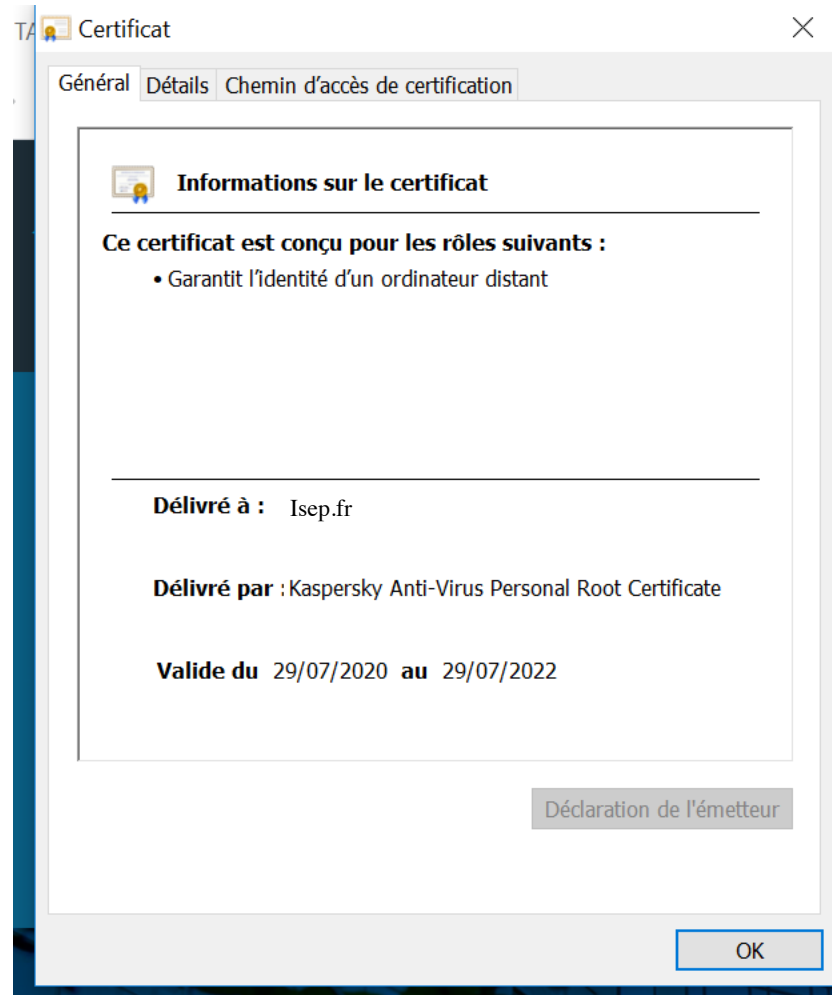 TA
Certificat
Général Détails Chemin d’accès de certification
Informations sur le certificat
Ce certificat est conçu pour les rôles suivants :
• Garantit l’identité d’un ordinateur distant
Délivré à : Isep.fr
Délivré par : Kaspersky Anti-Virus Personal Root Certificate
Valide du 29/07/2020 au 29/07/2022
Déclaration de l'émetteur
OK